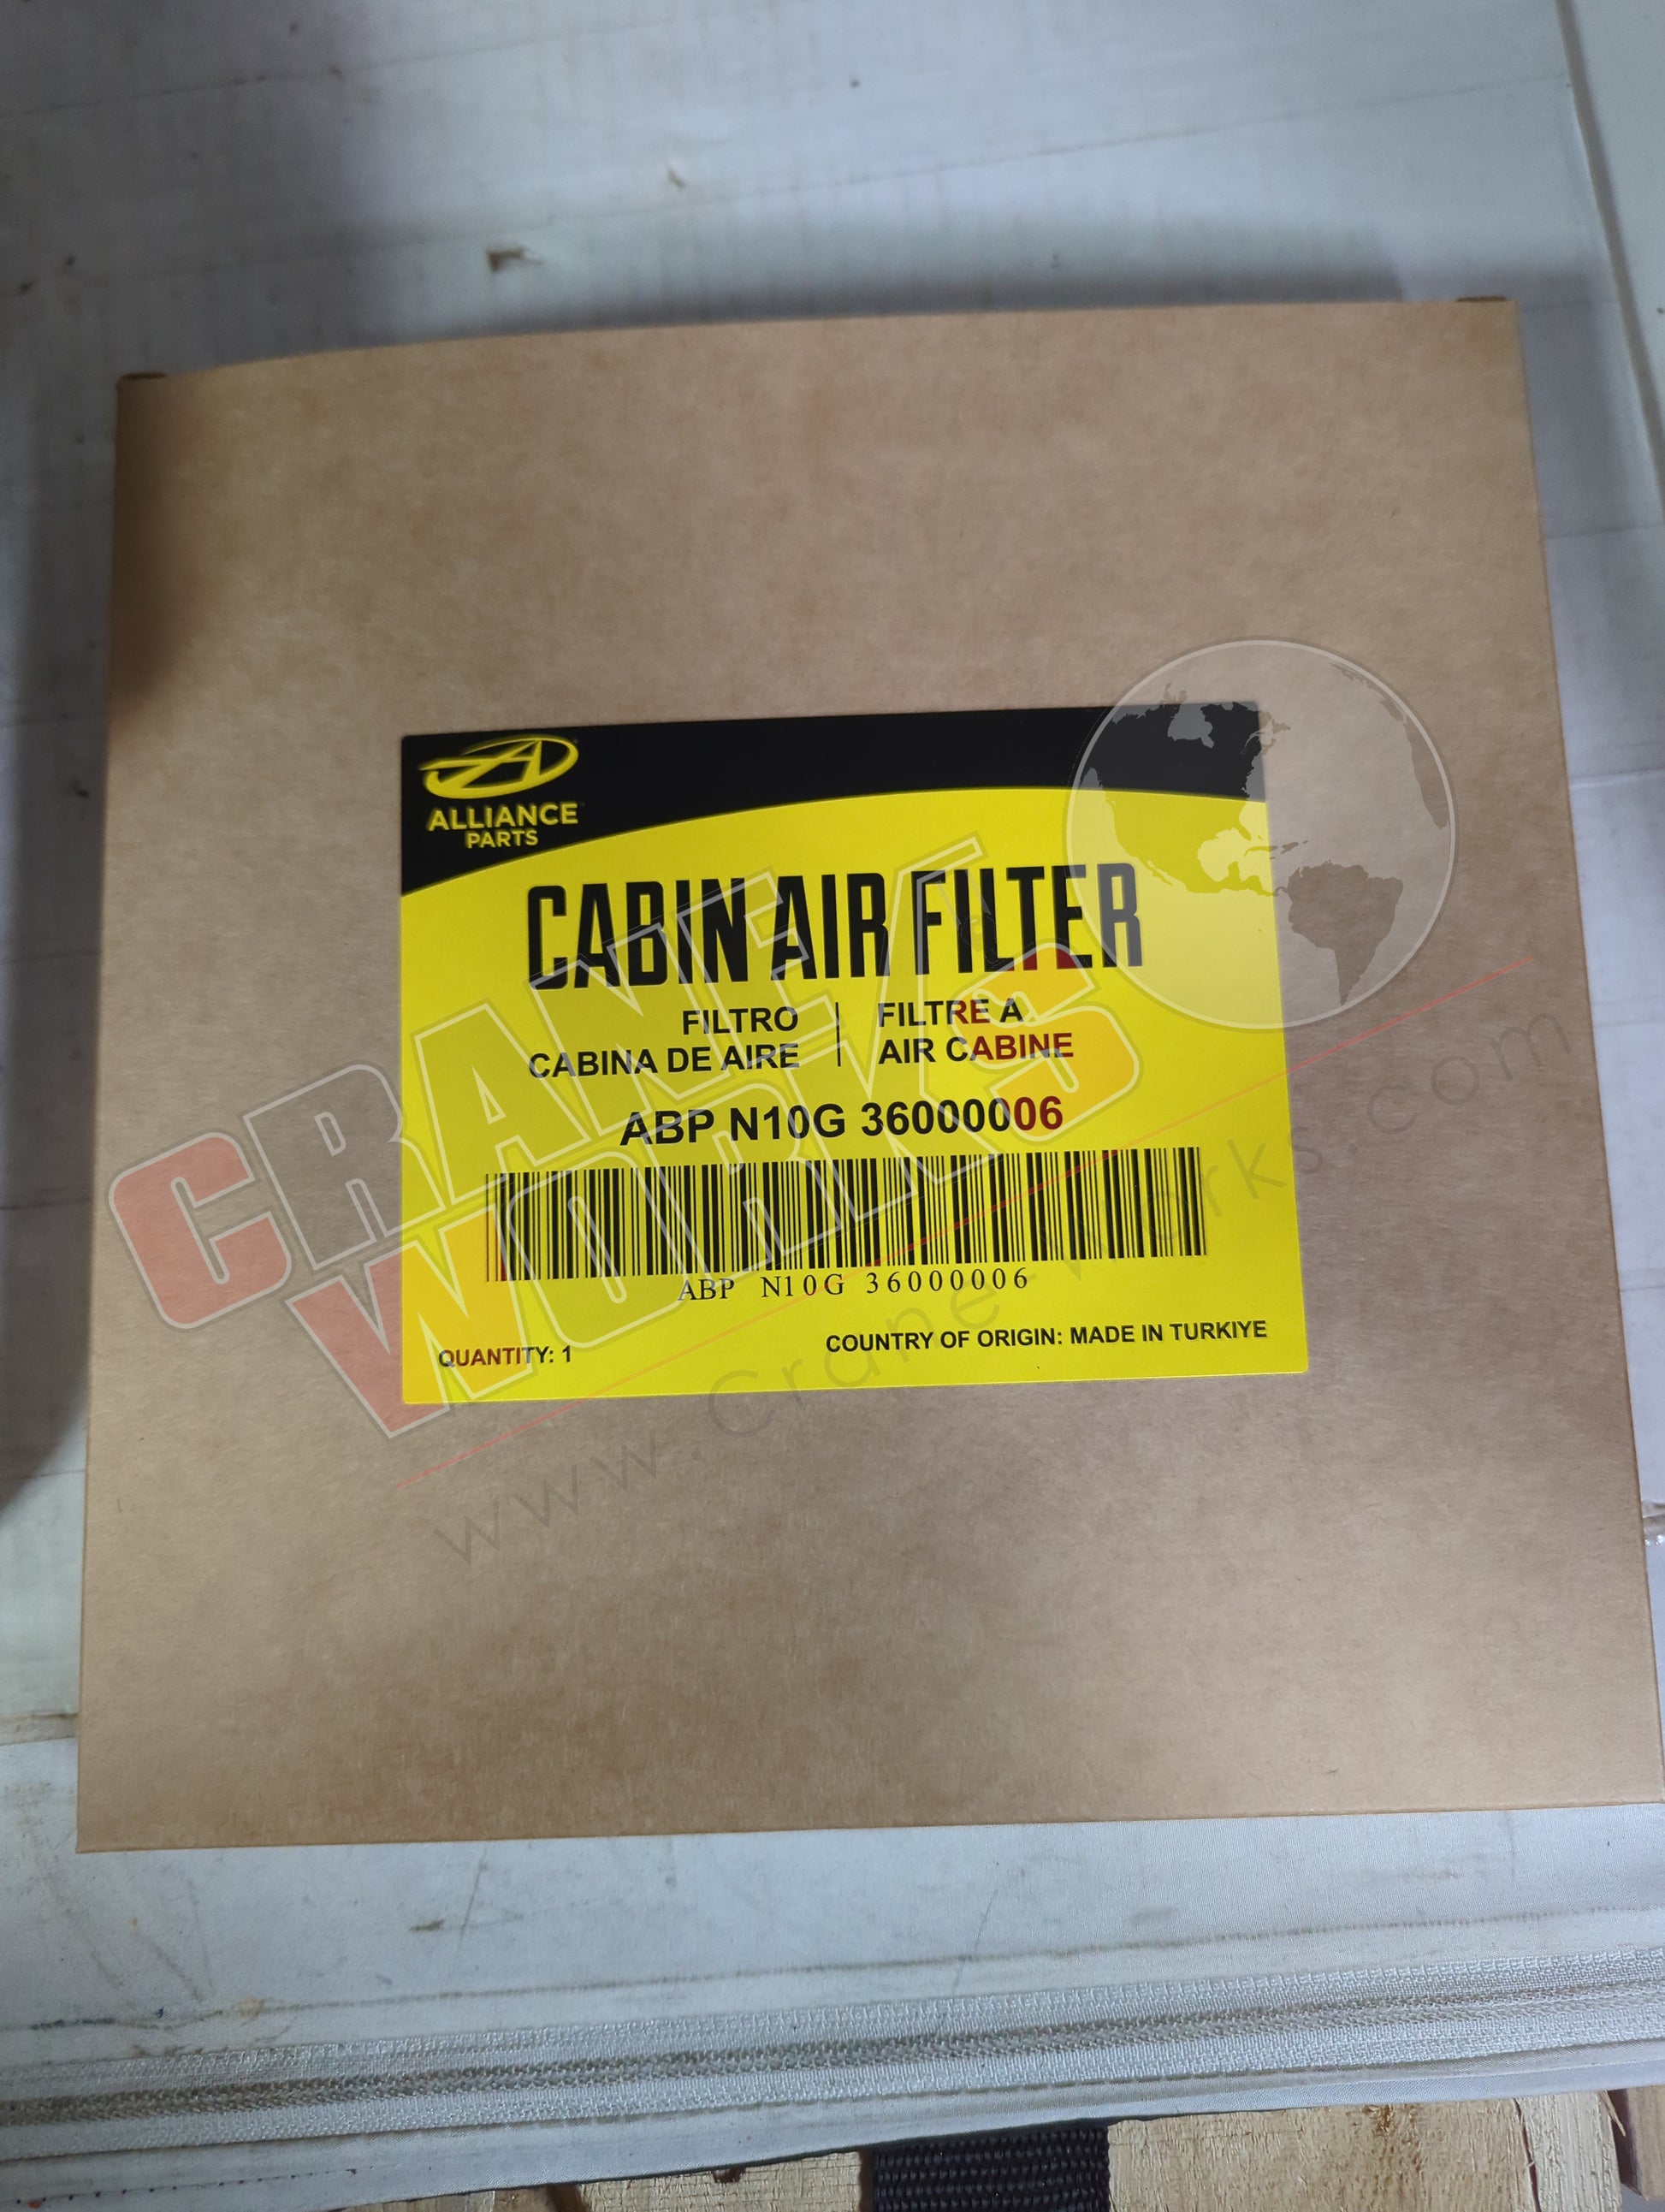 ALLIANCE
PARTS
CABIN AIR FILTER
FILTRO
CABINA DE AIRE
FILTRE A
AIR CABINE
ABP N10G 36000006
ABP N10G 36000006
QUANTITY: 1
COUNTRY OF ORIGIN: MADE IN TURKIYE
CRANE
WORKS
www.CraneWorks.com